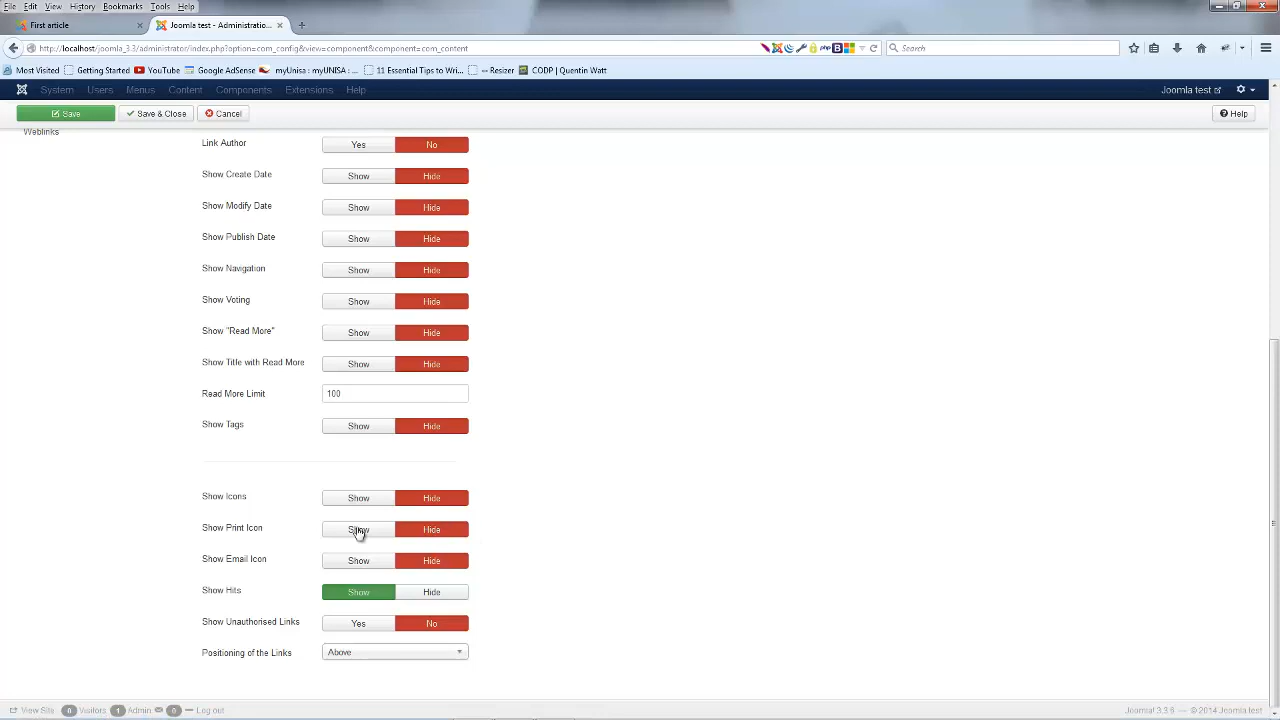 File Edit View History Bookmarks Tools Help
First article × Joomla test - Administratio... × +
http://localhost/joomla_3.3/administrator/index.php?option=com_config&view=component&component=com_content php B Search
Most Visited Getting Started YouTube Google AdSense myUnisa : myUNISA : ... 11 Essential Tips to Wri... -- Resizer CODP | Quentin Watt
System Users Menus Content Components Extensions Help Joomla test
Save Save & Close Cancel Help
Weblinks
Link Author Yes No
Show Create Date Show Hide
Show Modify Date Show Hide
Show Publish Date Show Hide
Show Navigation Show Hide
Show Voting Show Hide
Show "Read More" Show Hide
Show Title with Read More Show Hide
Read More Limit 100
Show Tags Show Hide
Show Icons Show Hide
Show Print Icon Show Hide
Show Email Icon Show Hide
Show Hits Show Hide
Show Unauthorised Links Yes No
Positioning of the Links Above
View Site 0 Visitors 1 Admin 0 Log out Joomla! 3.3.6 — © 2014 Joomla test